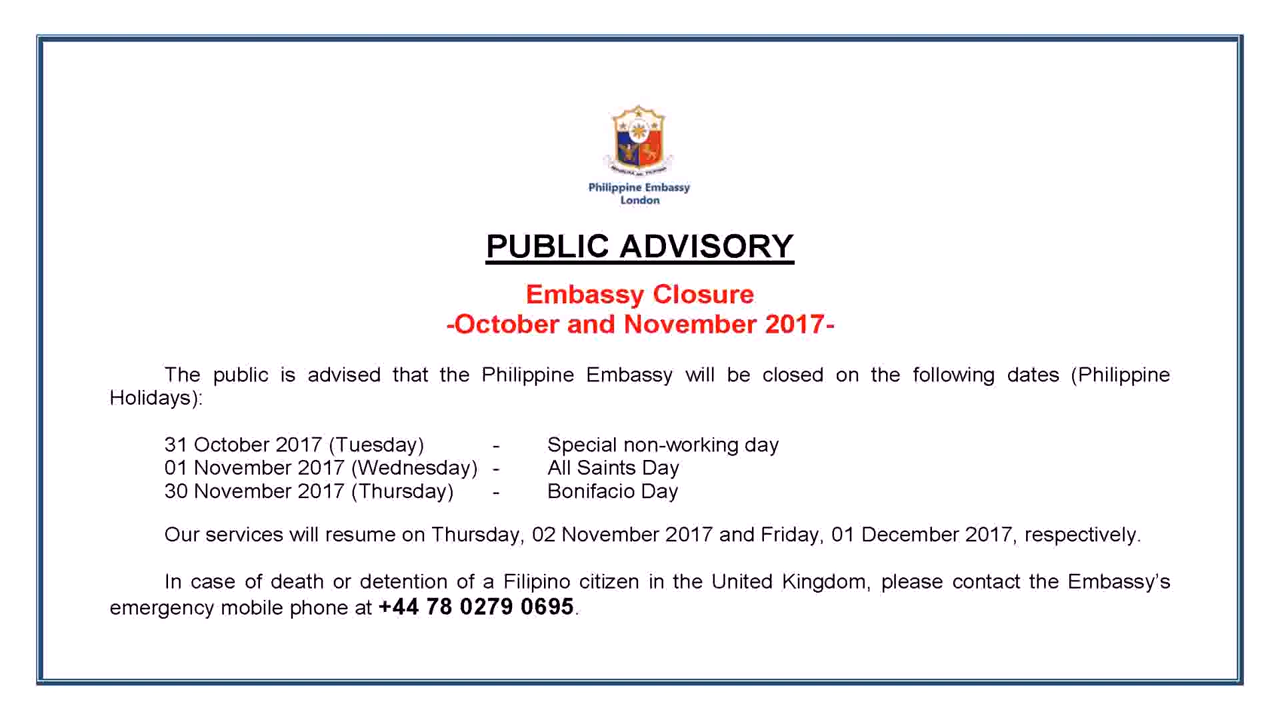 Philippine Embassy
London
PUBLIC ADVISORY
Embassy Closure
-October and November 2017-
The public is advised that the Philippine Embassy will be closed on the following dates (Philippine
Holidays):
31 October 2017 (Tuesday) - Special non-working day
01 November 2017 (Wednesday) - All Saints Day
30 November 2017 (Thursday) - Bonifacio Day
Our services will resume on Thursday, 02 November 2017 and Friday, 01 December 2017, respectively.
In case of death or detention of a Filipino citizen in the United Kingdom, please contact the Embassy's
emergency mobile phone at +44 78 0279 0695.